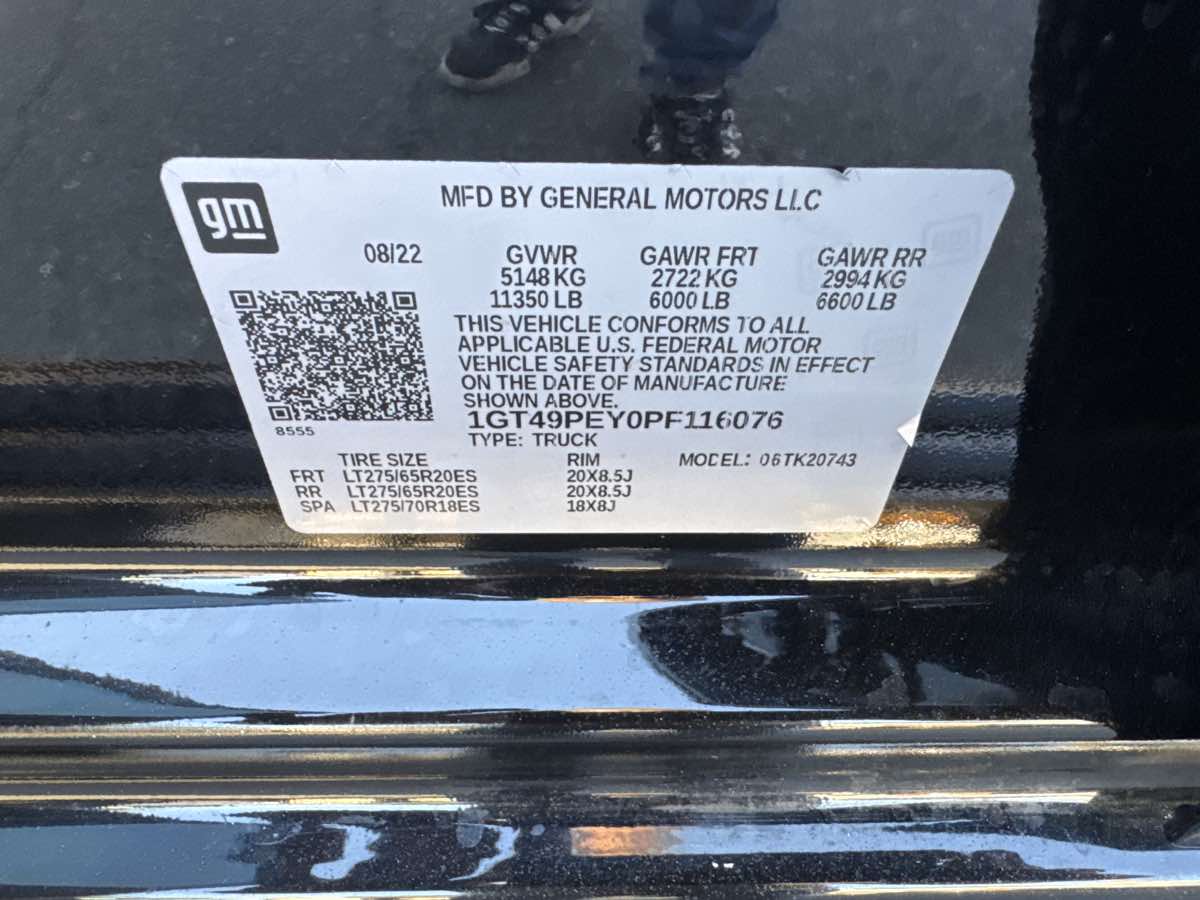 gm
MFD BY GENERAL MOTORS LLC
08/22 GVWR GAWR FRT GAWR RR
5148 KG 2722 KG 2994 KG
11350 LB 6000 LB 6600 LB
THIS VEHICLE CONFORMS TO ALL
APPLICABLE U.S. FEDERAL MOTOR
VEHICLE SAFETY STANDARDS IN EFFECT
ON THE DATE OF MANUFACTURE
SHOWN ABOVE.
1GT49PEY0PF116076
8555
TYPE: TRUCK
TIRE SIZE RIM MODEL: 06TK20743
FRT LT275/65R20ES 20X8.5J
RR LT275/65R20ES 20X8.5J
SPA LT275/70R18ES 18X8J